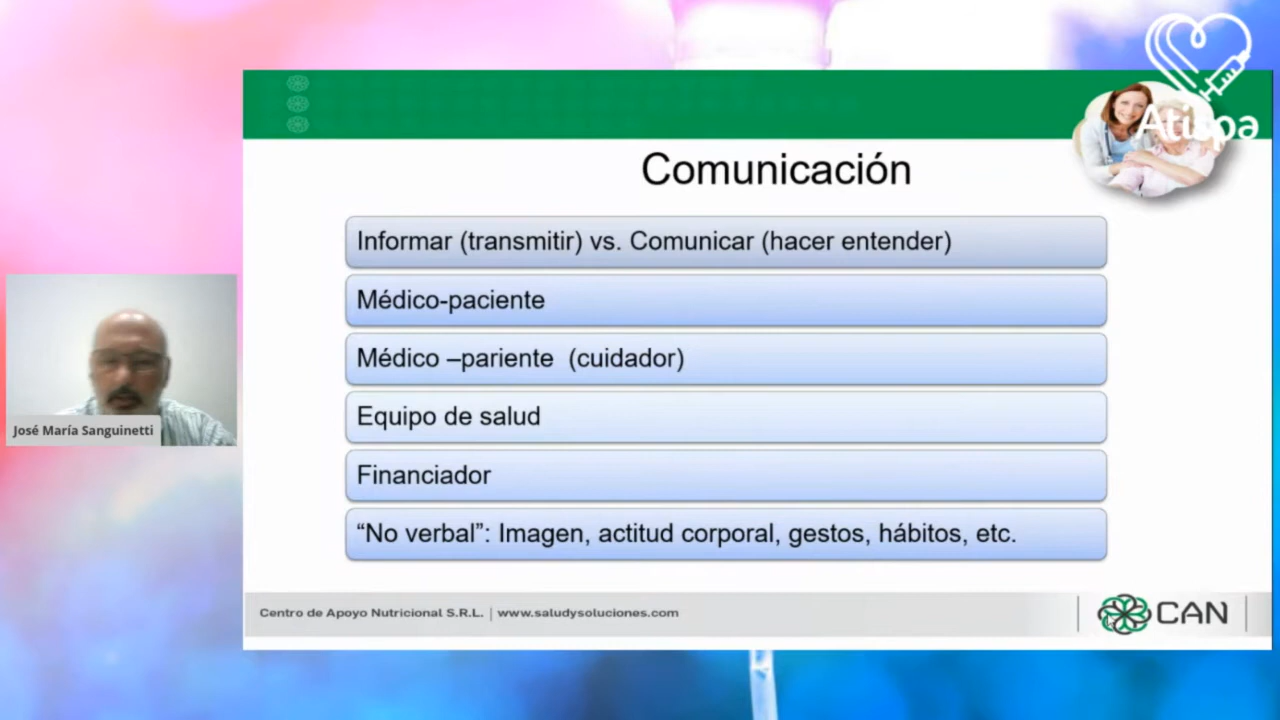 Atispa
Comunicación
Informar (transmitir) vs. Comunicar (hacer entender)
Médico-paciente
Médico –pariente (cuidador)
Equipo de salud
Financiador
“No verbal”: Imagen, actitud corporal, gestos, hábitos, etc.
José María Sanguinetti
Centro de Apoyo Nutricional S.R.L. | www.saludysoluciones.com
CAN